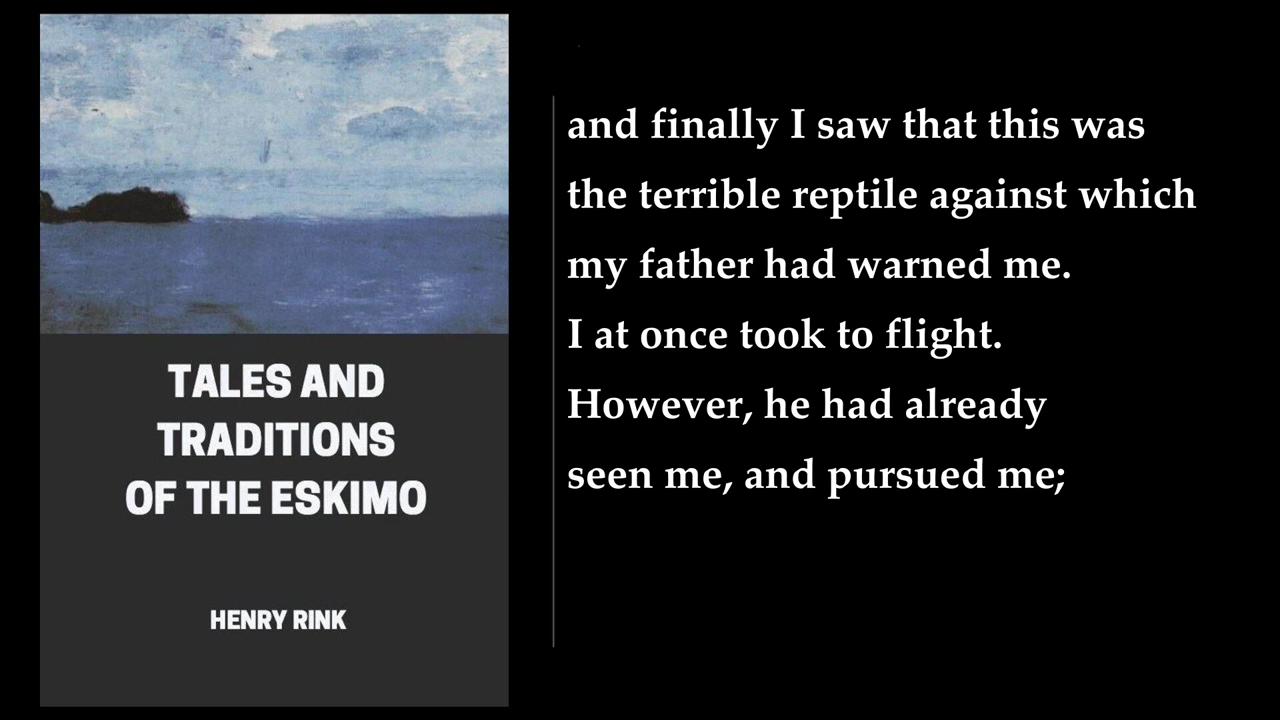 TALES AND
TRADITIONS
OF THE ESKIMO
HENRY RINK
and finally I saw that this was
the terrible reptile against which
my father had warned me.
I at once took to flight.
However, he had already
seen me, and pursued me;